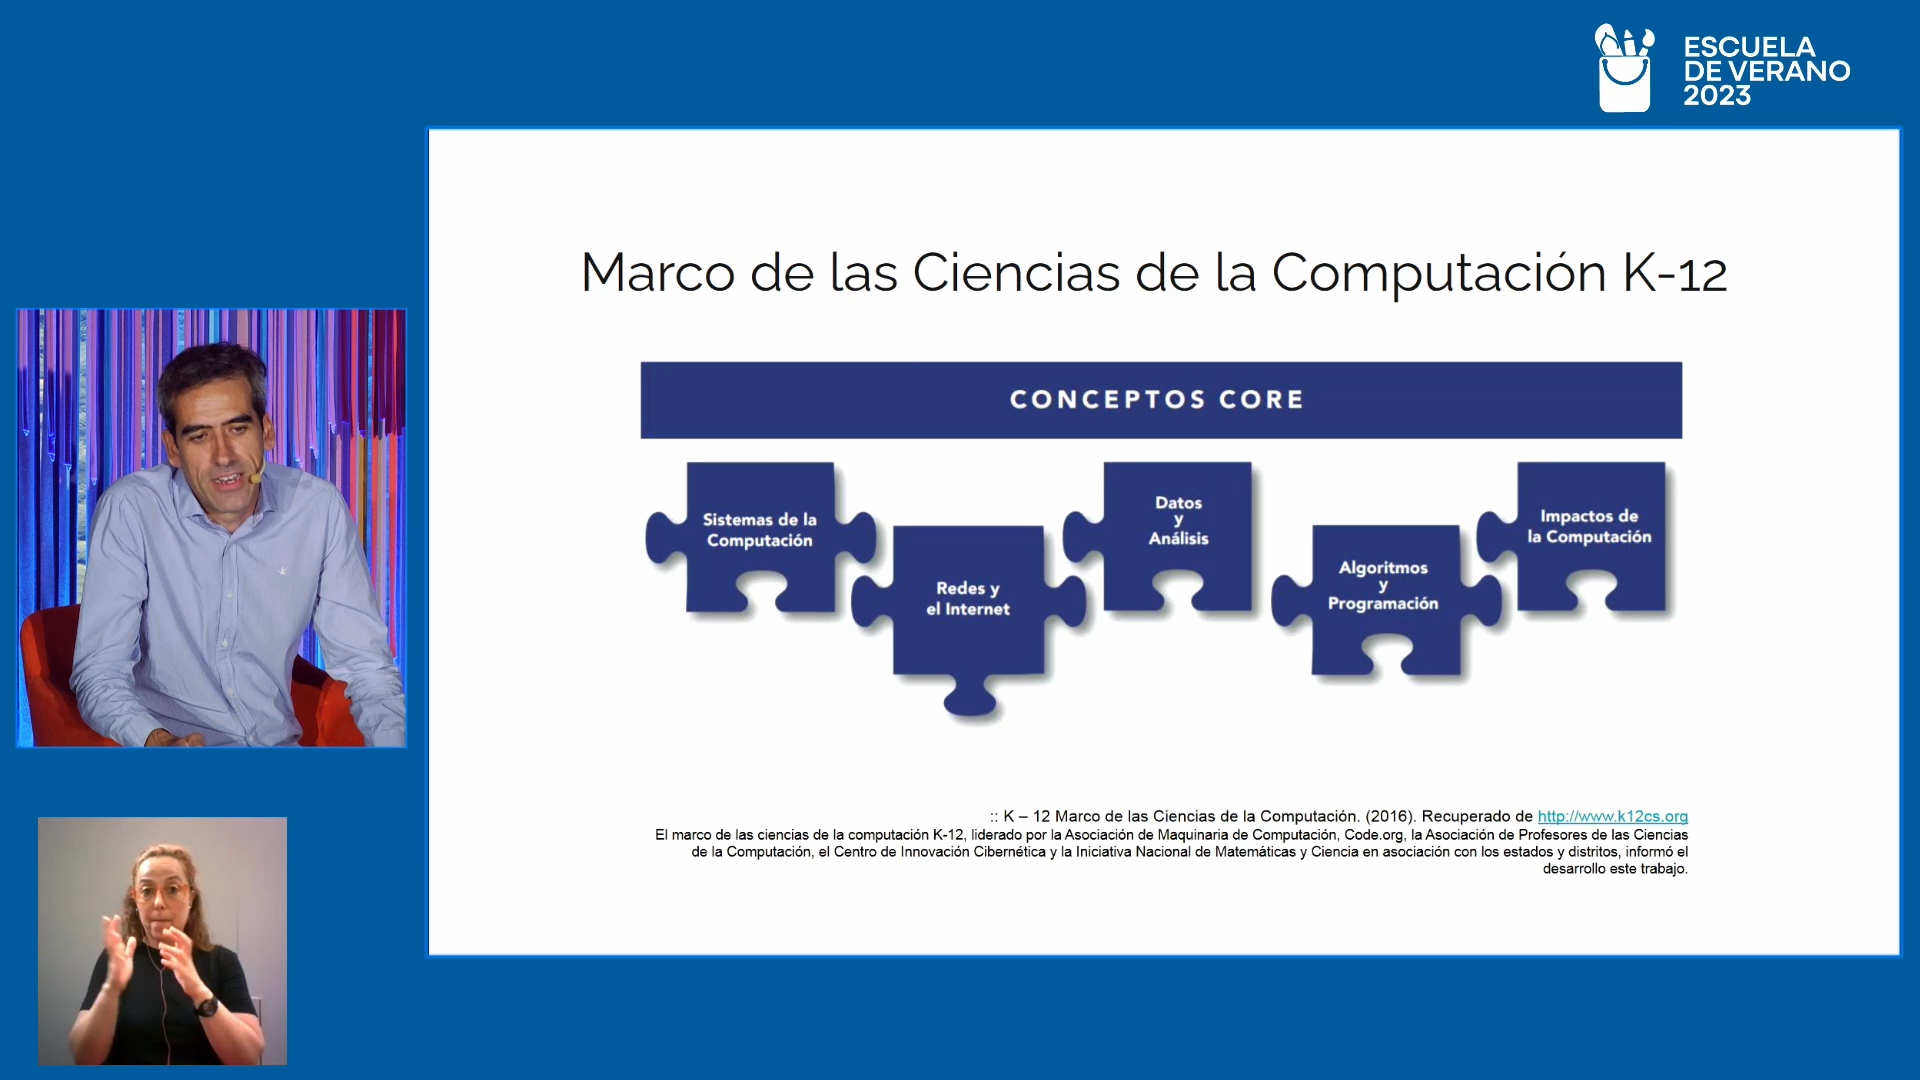 ESCUELA
DE VERANO
2023
Marco de las Ciencias de la Computación K-12
CONCEPTOS CORE
Sistemas de la
Computación
Redes y
el Internet
Datos
y
Análisis
Algoritmos
y
Programación
Impactos de
la Computación
:: K – 12 Marco de las Ciencias de la Computación. (2016). Recuperado de http://www.k12cs.org
El marco de las ciencias de la computación K-12, liderado por la Asociación de Maquinaria de Computación, Code.org, la Asociación de Profesores de las Ciencias
de la Computación, el Centro de Innovación Cibernética y la Iniciativa Nacional de Matemáticas y Ciencia en asociación con los estados y distritos, informó el
desarrollo este trabajo.